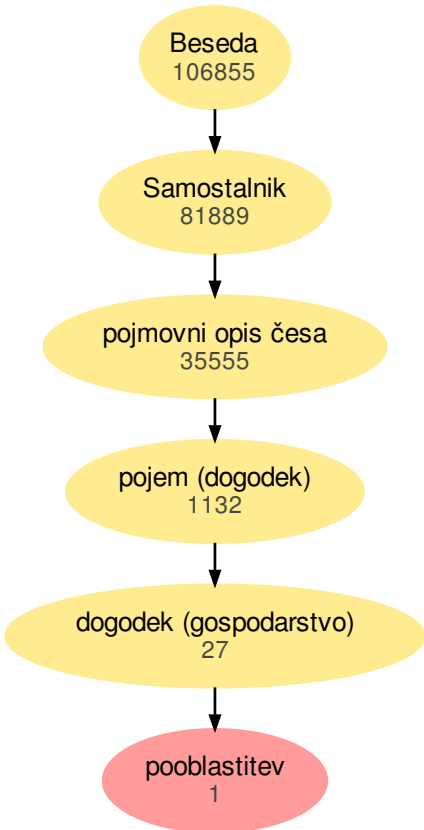 Beseda
106855
Samostalnik
81889
pojmovni opis česa
35555
pojem (dogodek)
1132
dogodek (gospodarstvo)
27
pooblastitev
1